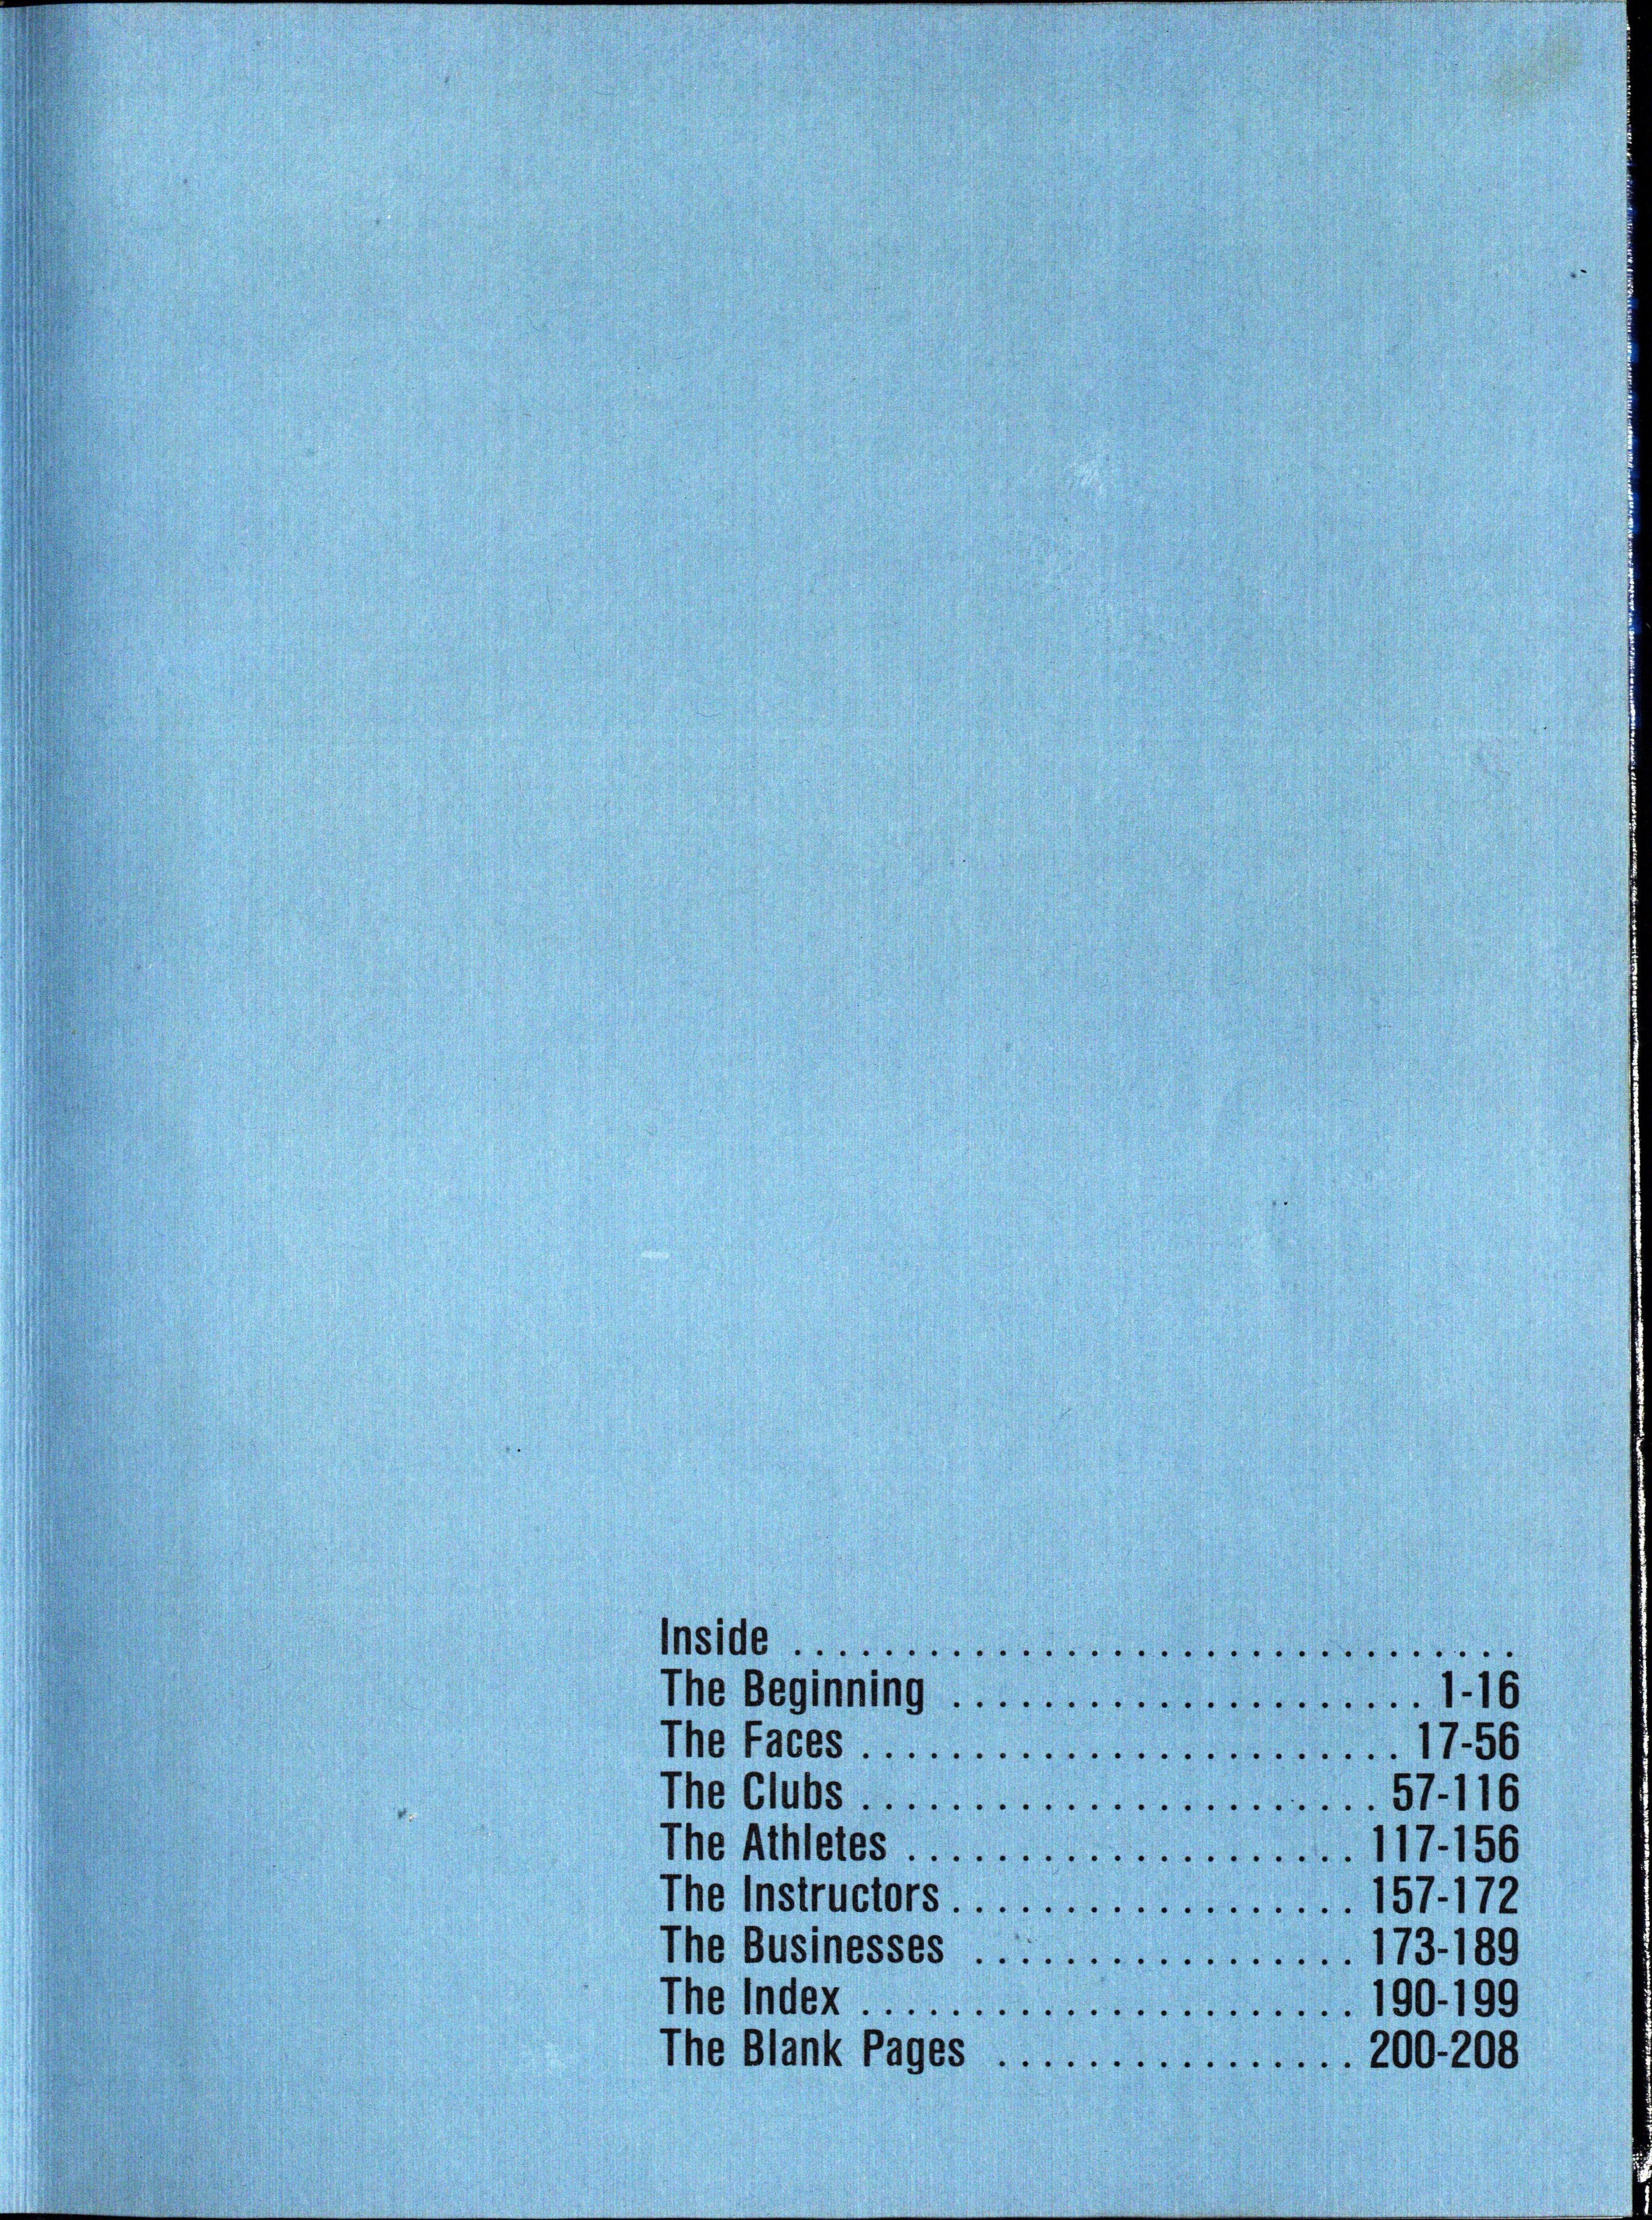 Inside ................................
The Beginning ..................... 1-16
The Faces ........................ 17-56
The Clubs ....................... 57-116
The Athletes .................... 117-156
The Instructors.................. 157-172
The Businesses ................. 173-189
The Index ...................... 190-199
The Blank Pages ................ 200-208